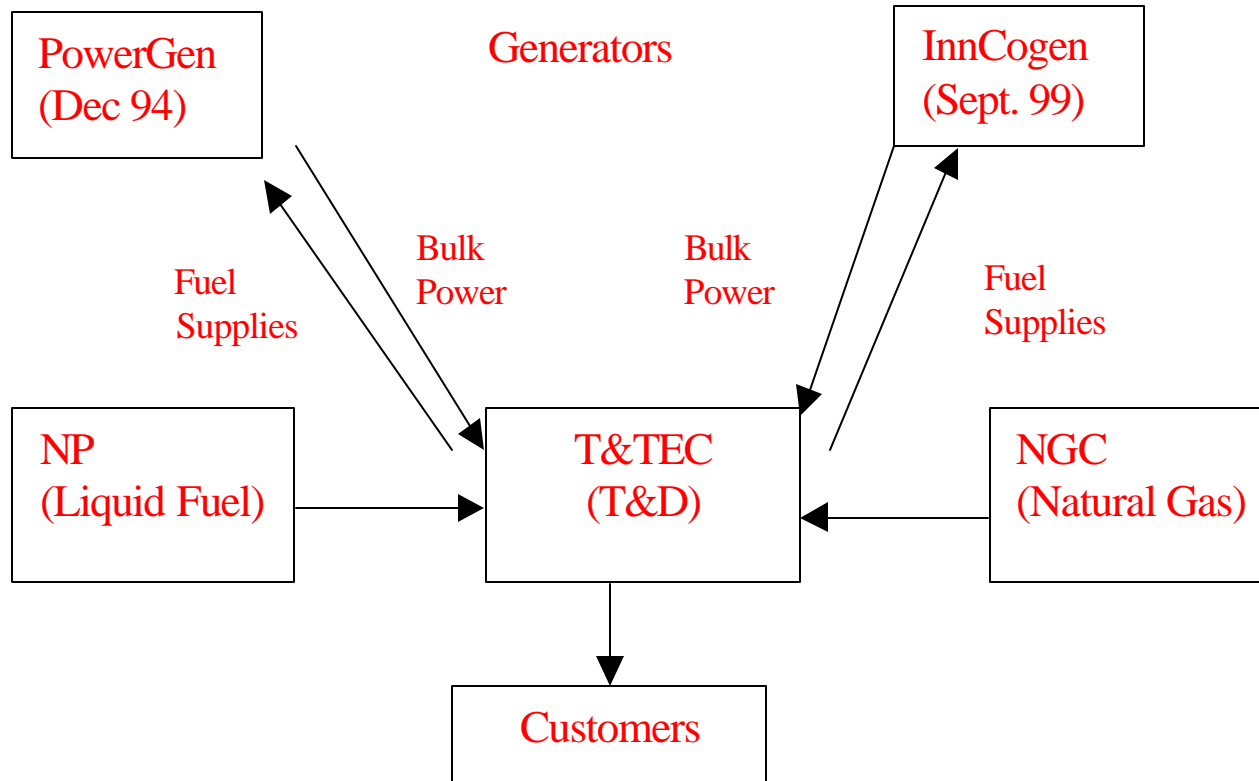 PowerGen
(Dec 94)
Generators
InnCogen
(Sept. 99)
Fuel
Supplies
Bulk
Power
Bulk
Power
Fuel
Supplies
NP
(Liquid Fuel)
T&TEC
(T&D)
NGC
(Natural Gas)
Customers